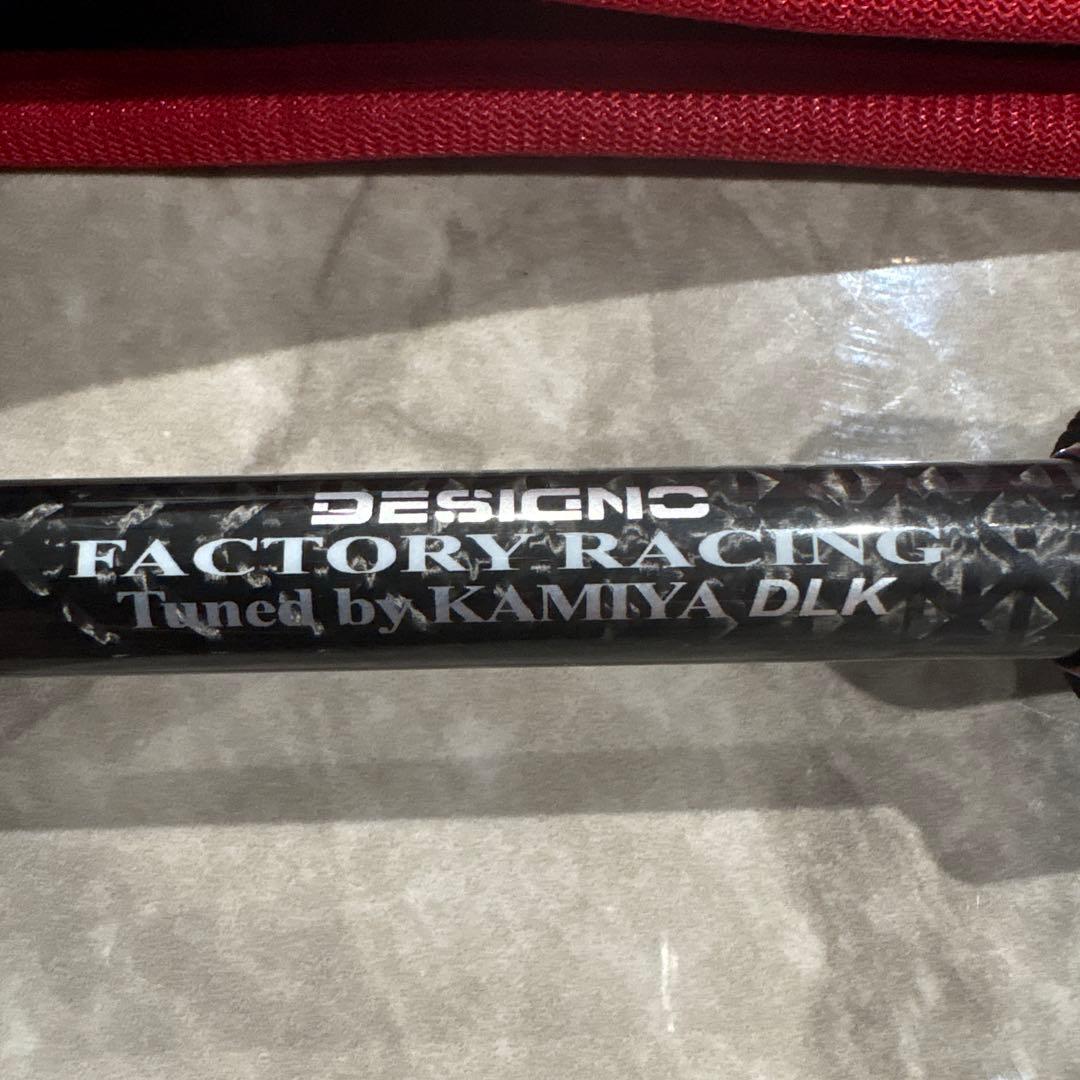 DESIGNO
FACTORY RACING
Tuned by KAMIYA DLK